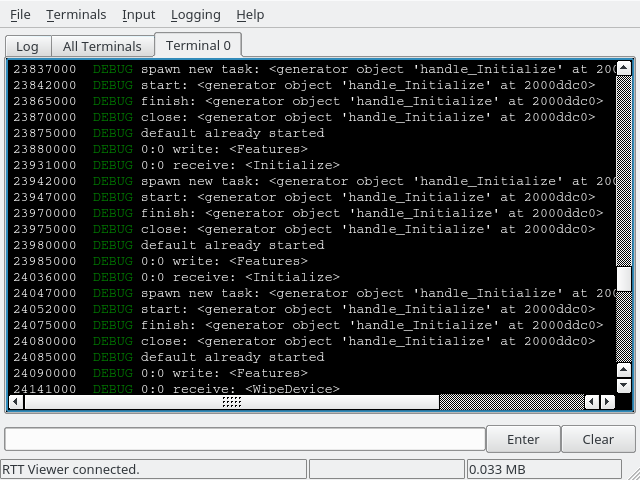 File Terminals Input Logging Help
Log All Terminals Terminal 0
23837000 DEBUG spawn new task: <generator object 'handle_Initialize' at 200
23842000 DEBUG start: <generator object 'handle_Initialize' at 2000ddc0>
23865000 DEBUG finish: <generator object 'handle_Initialize' at 2000ddc0>
23870000 DEBUG close: <generator object 'handle_Initialize' at 2000ddc0>
23875000 DEBUG default already started
23880000 DEBUG 0:0 write: <Features>
23931000 DEBUG 0:0 receive: <Initialize>
23942000 DEBUG spawn new task: <generator object 'handle_Initialize' at 200
23947000 DEBUG start: <generator object 'handle_Initialize' at 2000ddc0>
23970000 DEBUG finish: <generator object 'handle_Initialize' at 2000ddc0>
23975000 DEBUG close: <generator object 'handle_Initialize' at 2000ddc0>
23980000 DEBUG default already started
23985000 DEBUG 0:0 write: <Features>
24036000 DEBUG 0:0 receive: <Initialize>
24047000 DEBUG spawn new task: <generator object 'handle_Initialize' at 200
24052000 DEBUG start: <generator object 'handle_Initialize' at 2000ddc0>
24075000 DEBUG finish: <generator object 'handle_Initialize' at 2000ddc0>
24080000 DEBUG close: <generator object 'handle_Initialize' at 2000ddc0>
24085000 DEBUG default already started
24090000 DEBUG 0:0 write: <Features>
24141000 DEBUG 0:0 receive: <WipeDevice>
Enter Clear
RTT Viewer connected. 0.033 MB